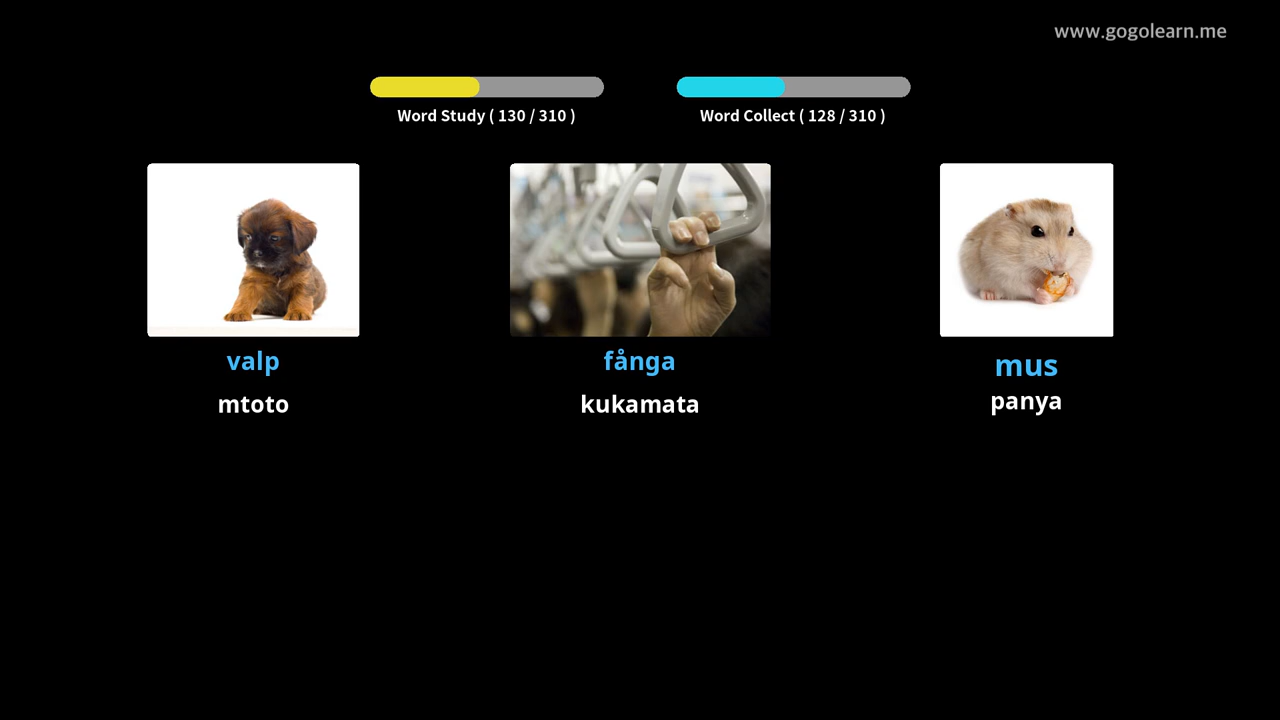 www.gogolearn.me
Word Study ( 130 / 310 )
Word Collect ( 128 / 310 )
valp
fånga
mus
mtoto
kukamata
panya